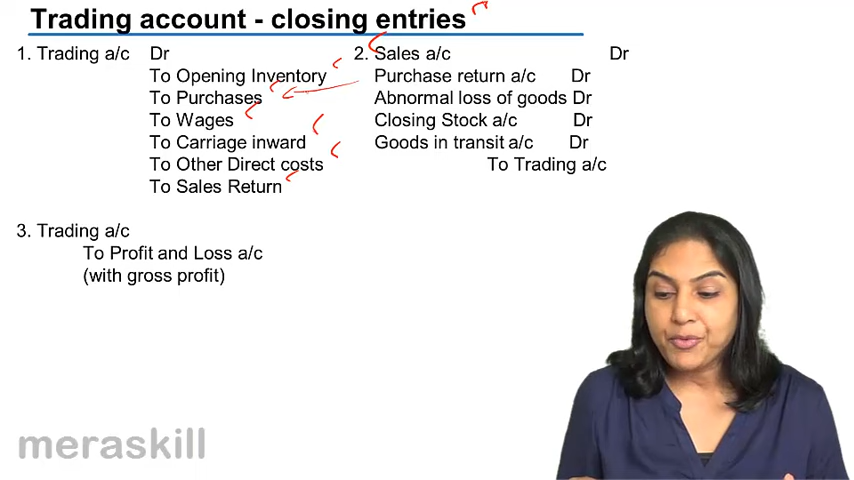 Trading account - closing entries
1. Trading a/c Dr
To Opening Inventory
To Purchases
To Wages
To Carriage inward
To Other Direct costs
To Sales Return
2. Sales a/c Dr
Purchase return a/c Dr
Abnormal loss of goods Dr
Closing Stock a/c Dr
Goods in transit a/c Dr
To Trading a/c
3. Trading a/c
To Profit and Loss a/c
(with gross profit)
meraskill